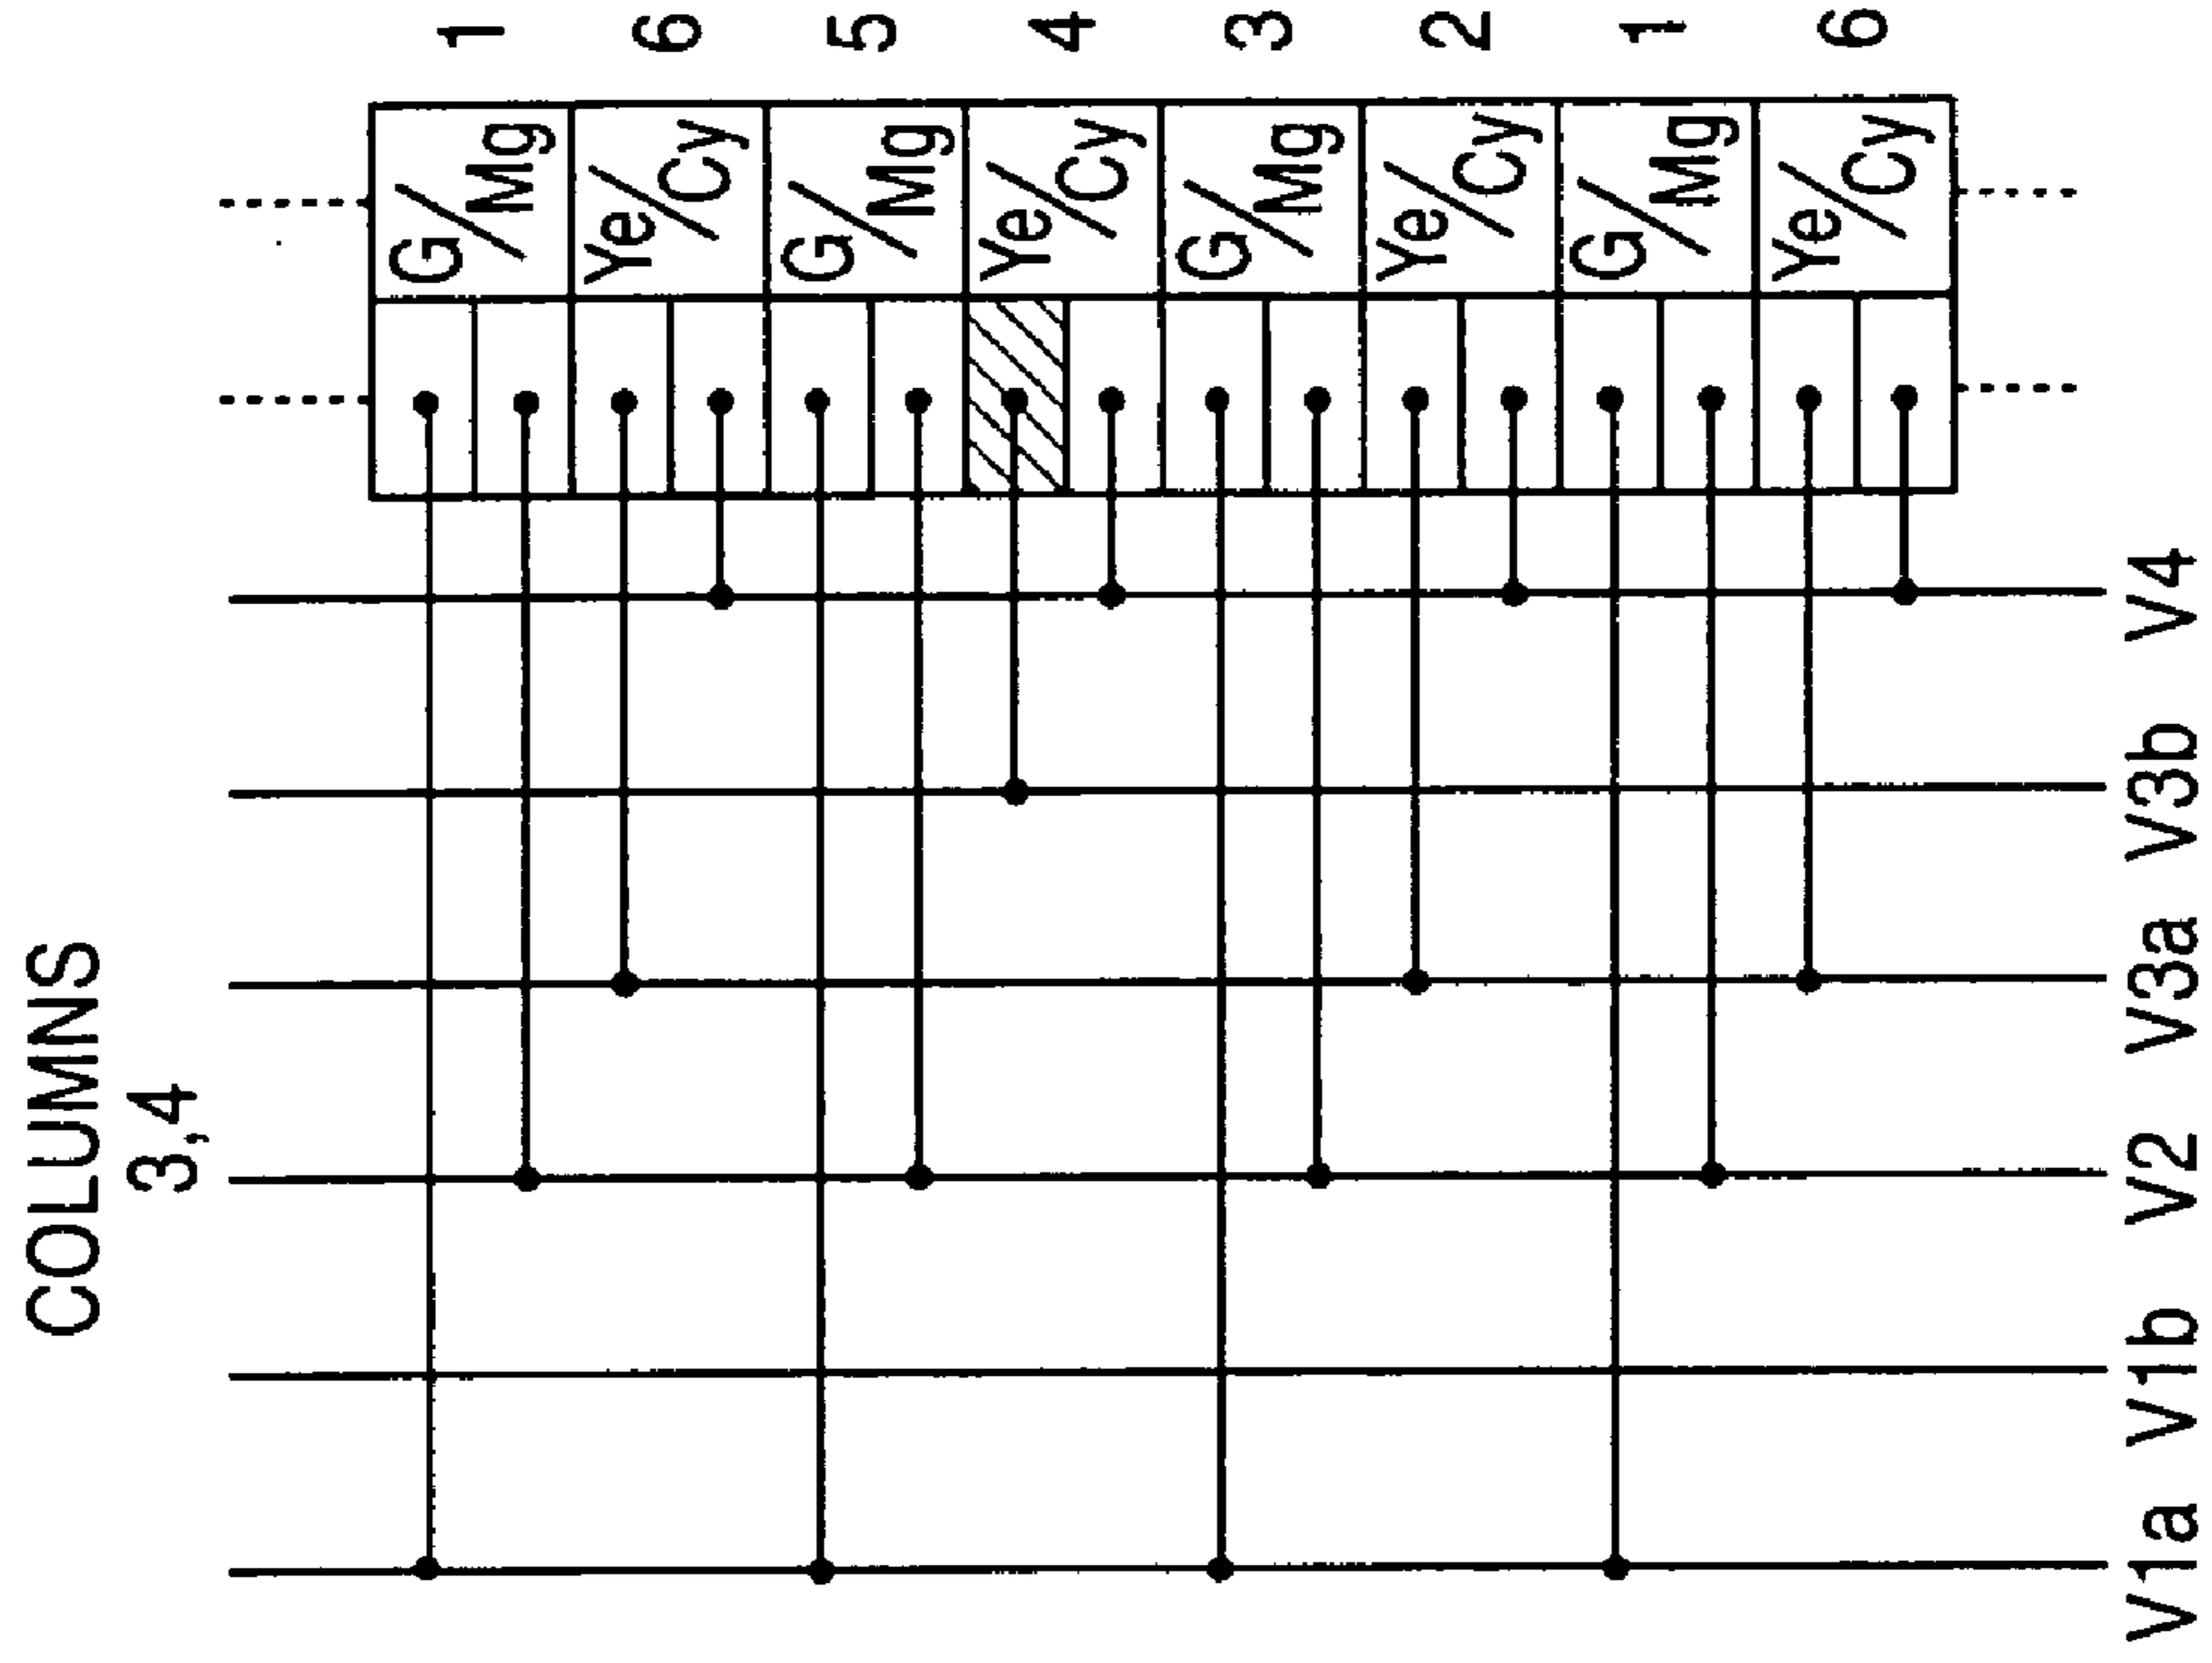 COLUMNS
3,4
G/Mg 1
Ye/Cy 6
G/Mg 5
Ye/Cy 4
G/Mg 3
Ye/Cy 2
G/Mg 1
Ye/Cy 6
V1a V1b V2 V3a V3b V4